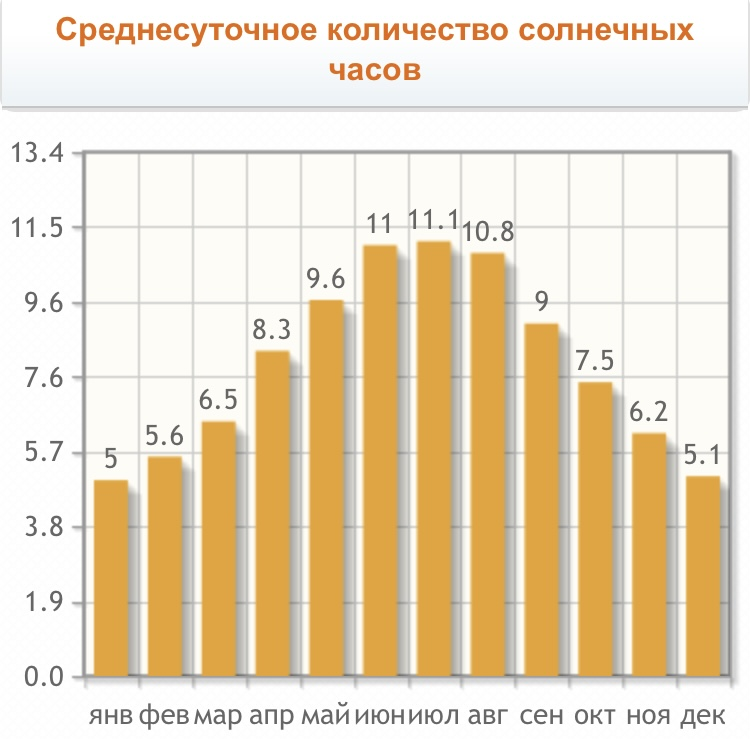 Среднесуточное количество солнечных
часов
13.4
11.5
9.6
7.6
5.7
3.8
1.9
0.0
5 5.6 6.5 8.3 9.6 11 11.1 10.8 9 7.5 6.2 5.1
янв фев мар апр май июн июл авг сен окт ноя дек